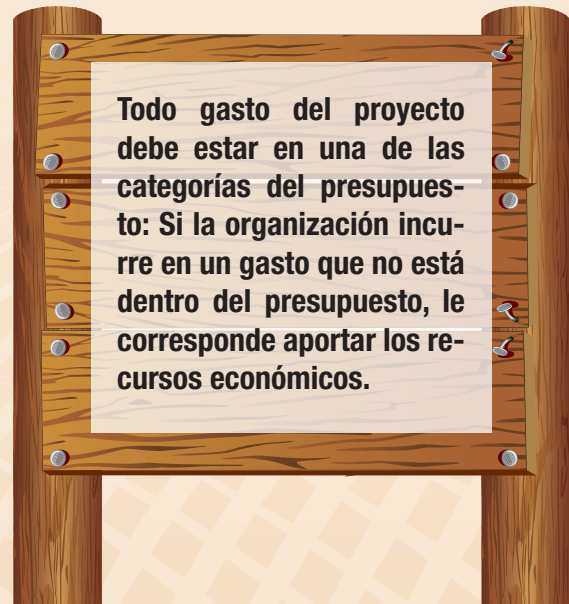 Todo gasto del proyecto
debe estar en una de las
categorías del presupues-
to: Si la organización incu-
rre en un gasto que no está
dentro del presupuesto, le
corresponde aportar los re-
cursos económicos.